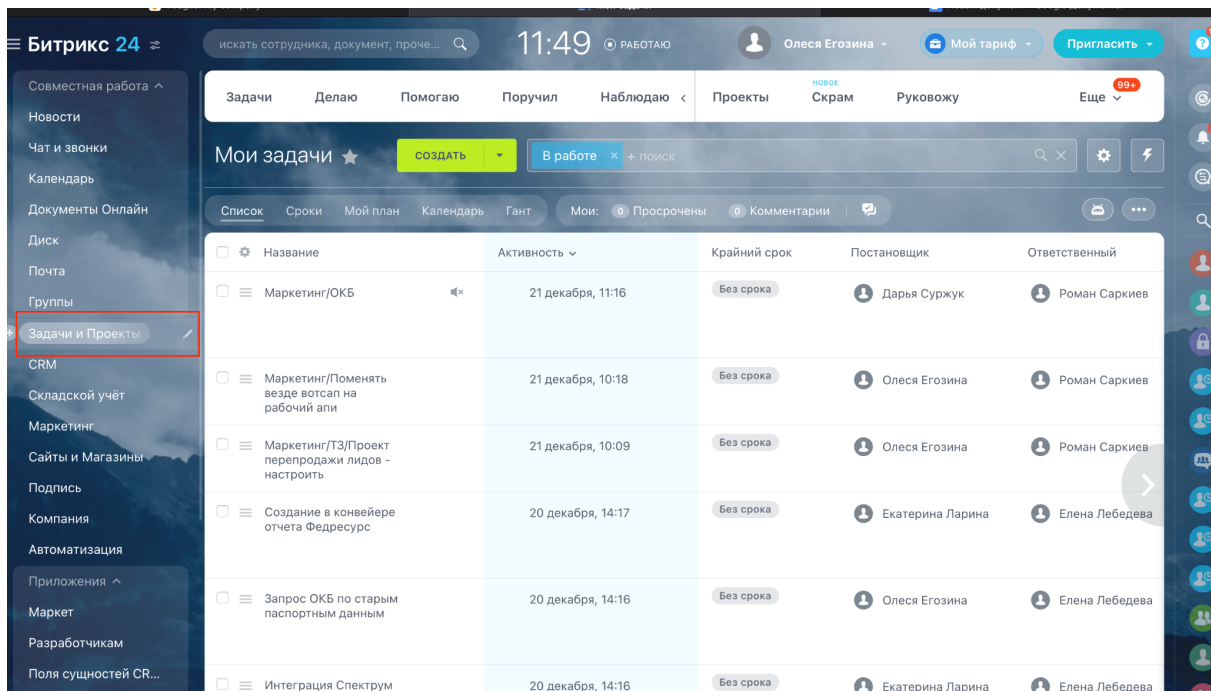 Битрикс 24
искать сотрудника, документ, проче...
11:49
РАБОТАЮ
Олеся Егозина
Мой тариф
Пригласить
Совместная работа
Новости
Чат и звонки
Календарь
Документы Онлайн
Диск
Почта
Группы
Задачи и Проекты
CRM
Складской учёт
Маркетинг
Сайты и Магазины
Подпись
Компания
Автоматизация
Приложения
Маркет
Разработчикам
Поля сущностей CR...
Задачи Делаю Помогаю Поручил Наблюдаю Проекты Скрам Руковожу Еще
НОВОЕ
99+
Мои задачи
СОЗДАТЬ
В работе × + поиск
Список Сроки Мой план Календарь Гант
Мои: 0 Просрочены 0 Комментарии
Название Активность Крайний срок Постановщик Ответственный
Маркетинг/ОКБ
21 декабря, 11:16 Без срока Дарья Суржук Роман Саркиев
Маркетинг/Поменять
везде вотсап на
рабочий апи
21 декабря, 10:18 Без срока Олеся Егозина Роман Саркиев
Маркетинг/ТЗ/Проект
перепродажи лидов -
настроить
21 декабря, 10:09 Без срока Олеся Егозина Роман Саркиев
Создание в конвейере
отчета Федресурс
20 декабря, 14:17 Без срока Екатерина Ларина Елена Лебедева
Запрос ОКБ по старым
паспортным данным
20 декабря, 14:16 Без срока Олеся Егозина Елена Лебедева
Интеграция Спектрум
20 декабря, 14:16 Без срока Екатерина Ларина Елена Лебедева